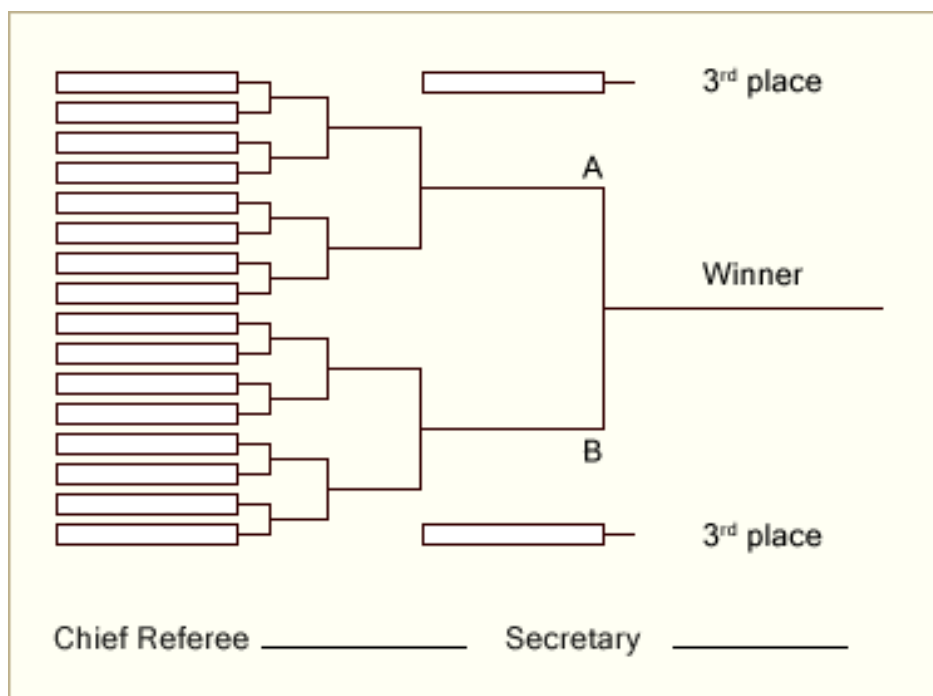 3rd place
A
Winner
B
3rd place
Chief Referee
Secretary